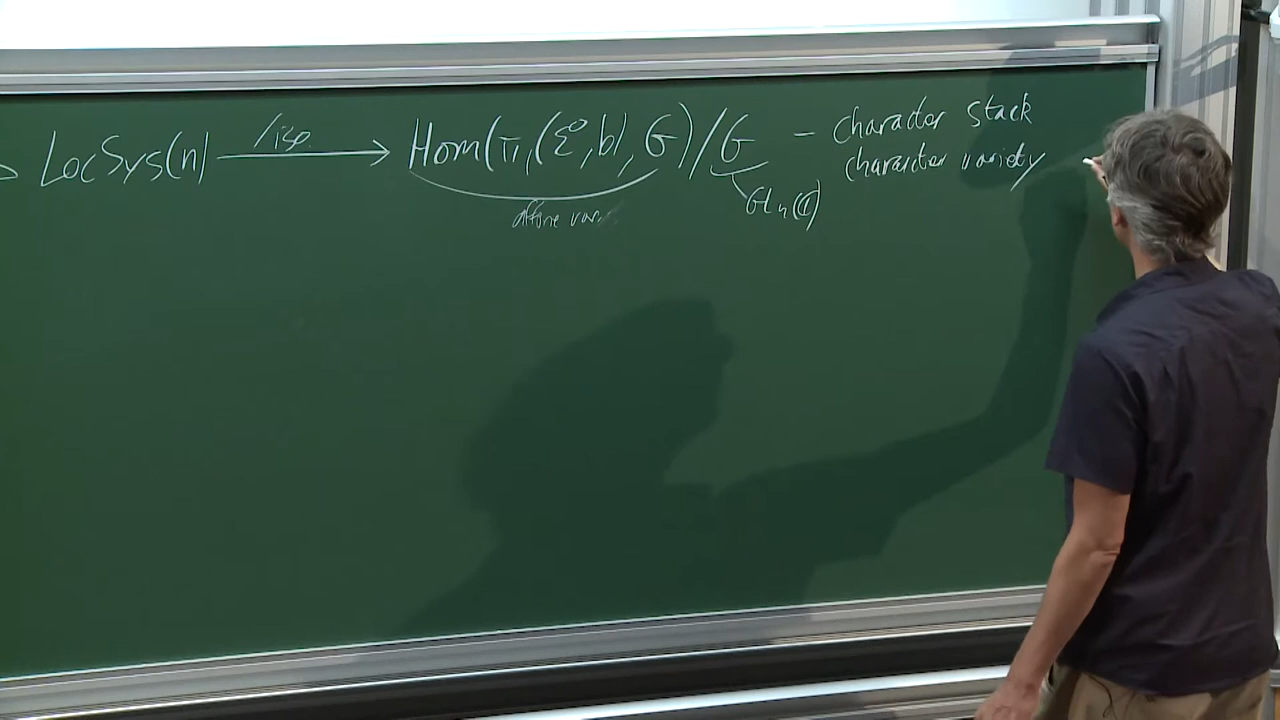 LocSys(n) /iso. ⟶ Hom(π₁(Σ°,b),G)/G – character stack
character variety
affine var
GLₙ(ℂ)